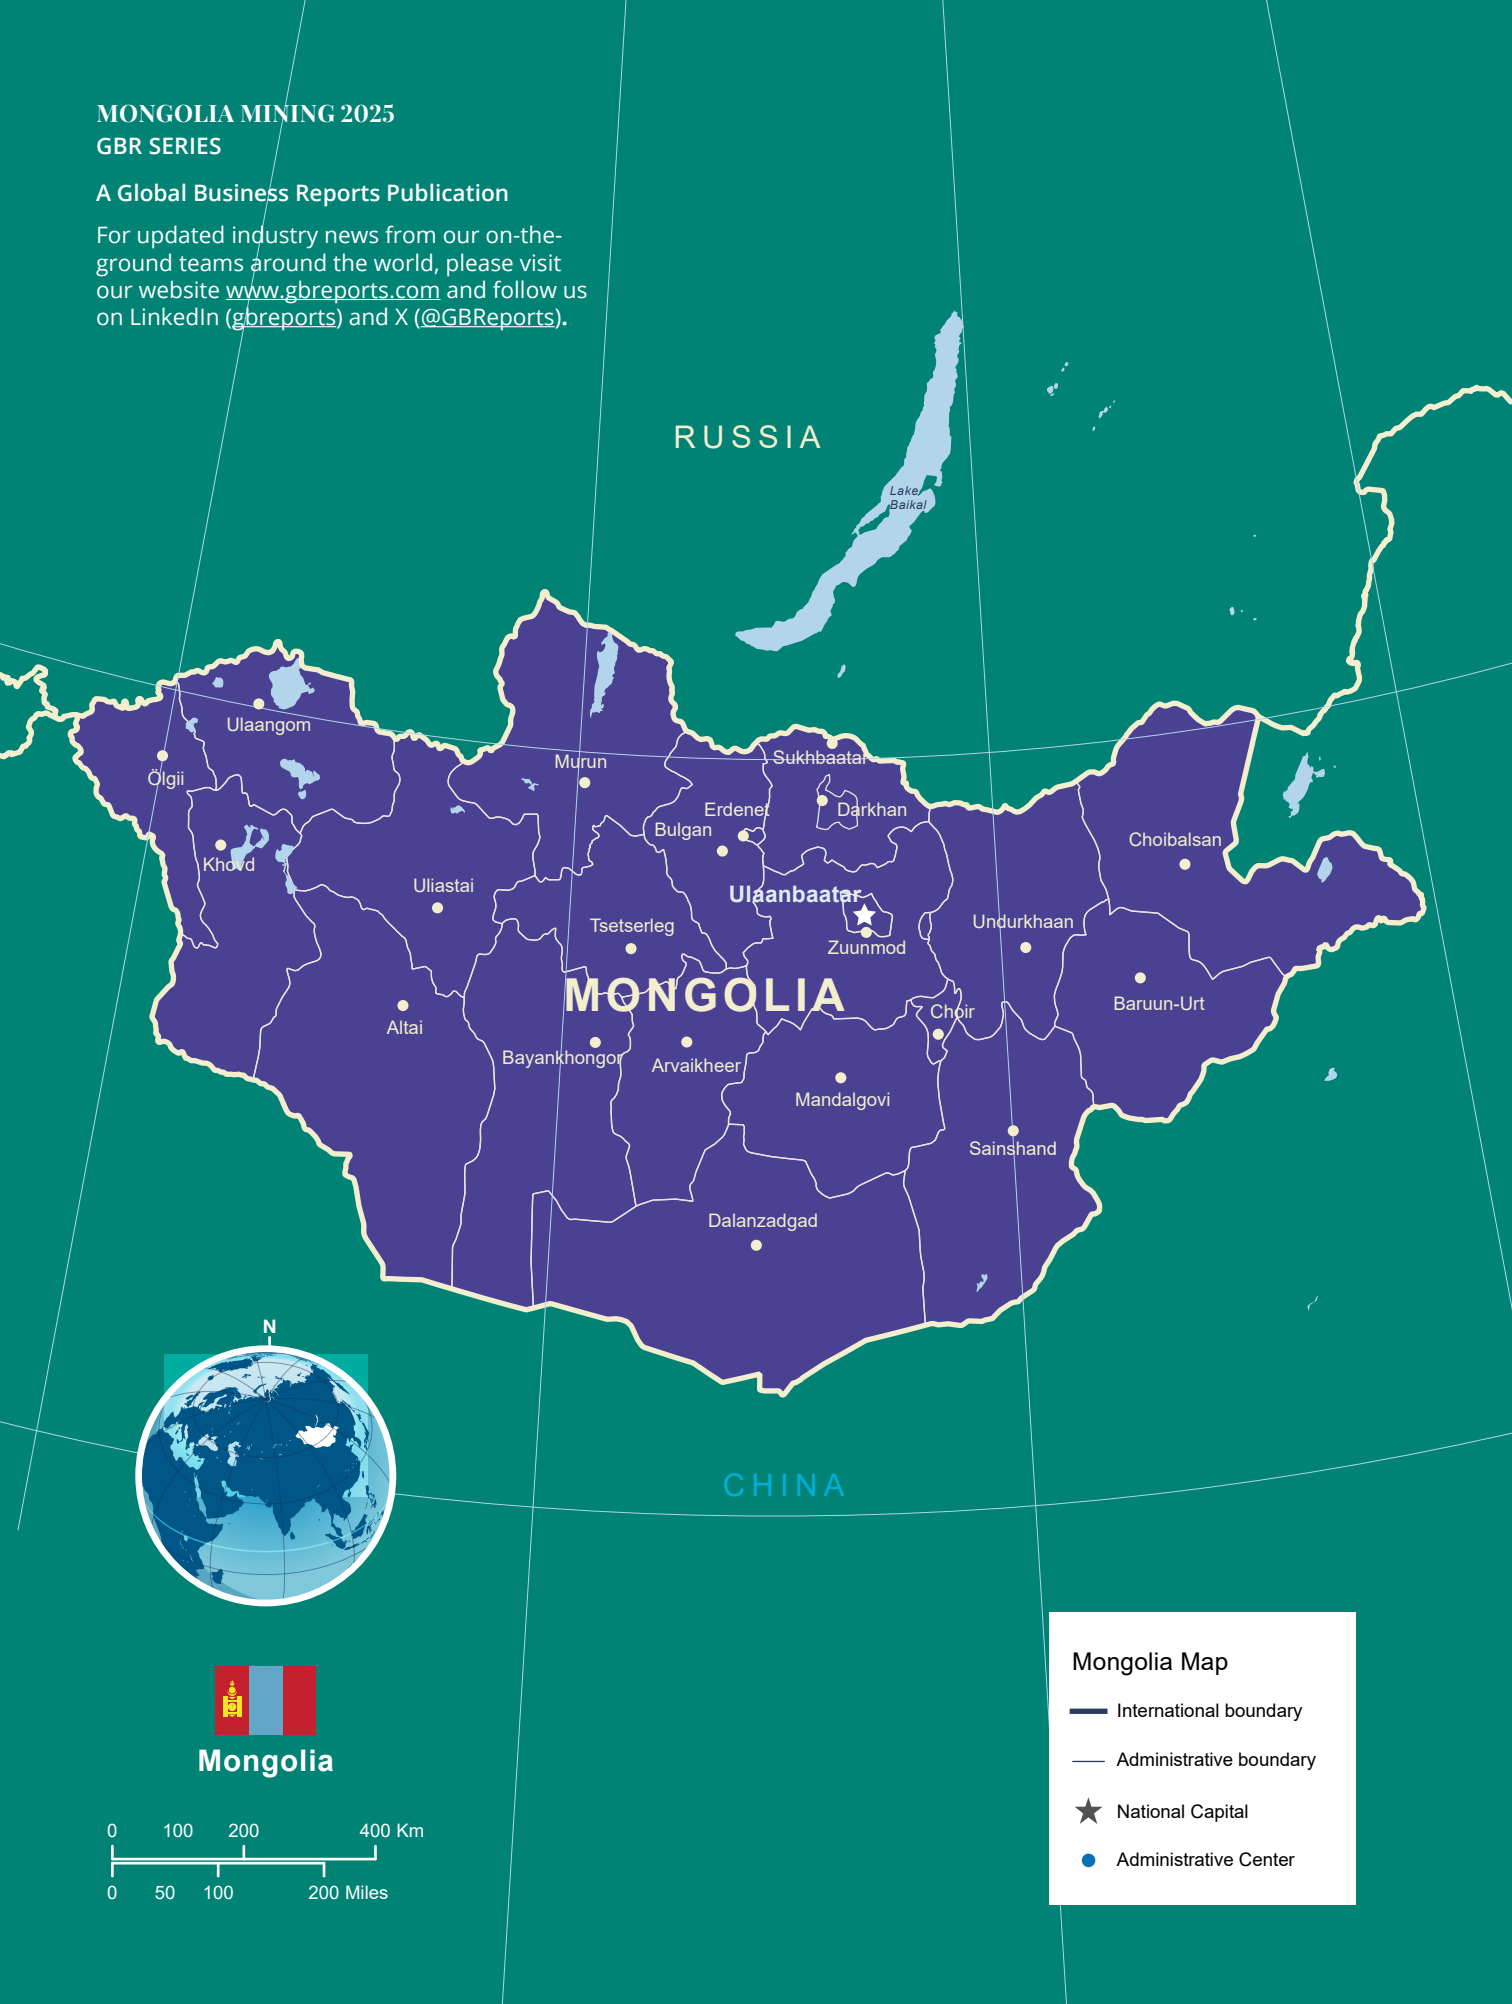 MONGOLIA MINING 2025
GBR SERIES
A Global Business Reports Publication
For updated industry news from our on-the-
ground teams around the world, please visit
our website www.gbreports.com and follow us
on LinkedIn (gbreports) and X (@GBReports).
RUSSIA
Lake
Baikal
Ulaangom
Ölgii
Murun
Sukhbaatar
Erdenet
Darkhan
Bulgan
Choibalsan
Khovd
Uliastai
Ulaanbaatar
Tsetserleg
Undurkhaan
Zuunmod
MONGOLIA
Baruun-Urt
Choir
Altai
Bayankhongor
Arvaikheer
Mandalgovi
Sainshand
Dalanzadgad
N
CHINA
Mongolia
0 100 200 400 Km
0 50 100 200 Miles
Mongolia Map
International boundary
Administrative boundary
National Capital
Administrative Center